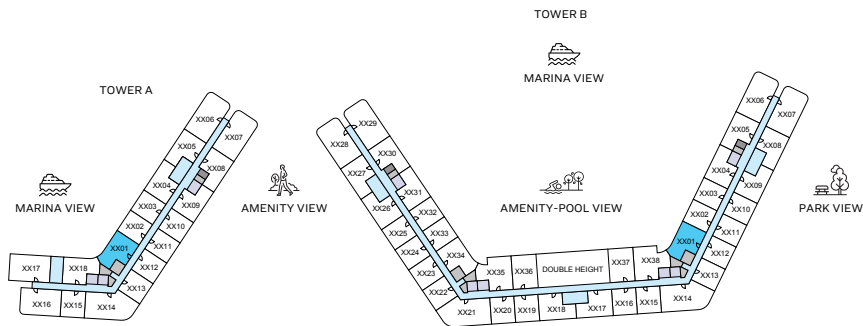 TOWER B
MARINA VIEW
TOWER A
MARINA VIEW
AMENITY VIEW
AMENITY-POOL VIEW
PARK VIEW
XX06
XX07
XX05
XX08
XX04
XX09
XX03
XX10
XX02
XX11
XX01
XX12
XX17
XX18
XX13
XX16
XX15
XX14
XX29
XX28
XX30
XX27
XX31
XX26
XX32
XX25
XX33
XX24
XX34
XX23
XX22
XX21
XX35
XX36
DOUBLE HEIGHT
XX37
XX38
XX20
XX19
XX18
XX17
XX16
XX15
XX14
XX06
XX07
XX05
XX08
XX04
XX09
XX03
XX10
XX02
XX11
XX01
XX12
XX13